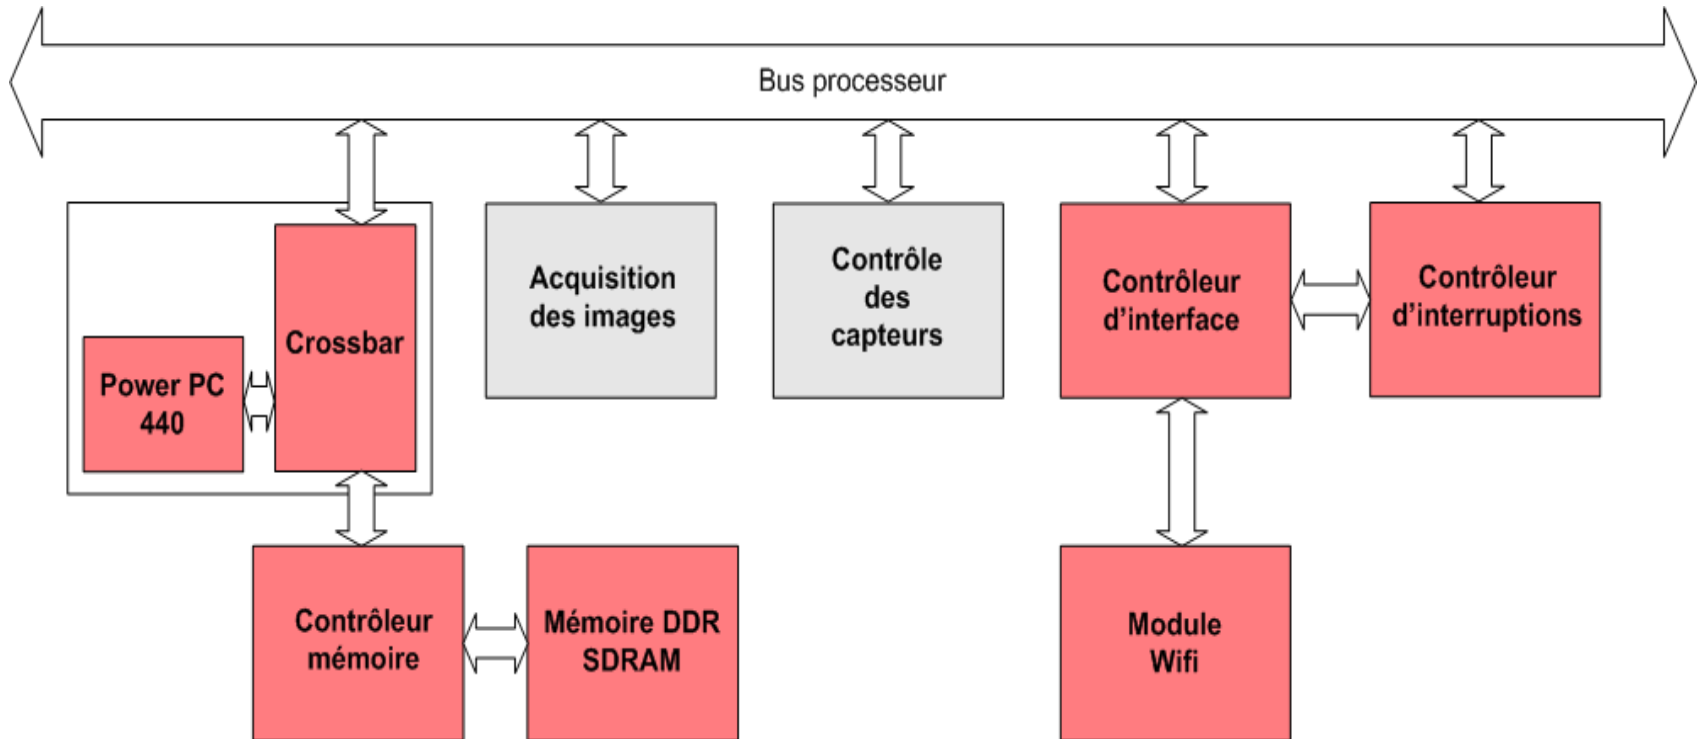 Bus processeur
Acquisition
des images
Contrôle
des
capteurs
Contrôleur
d'interface
Contrôleur
d'interruptions
Crossbar
Power PC
440
Contrôleur
mémoire
Mémoire DDR
SDRAM
Module
Wifi